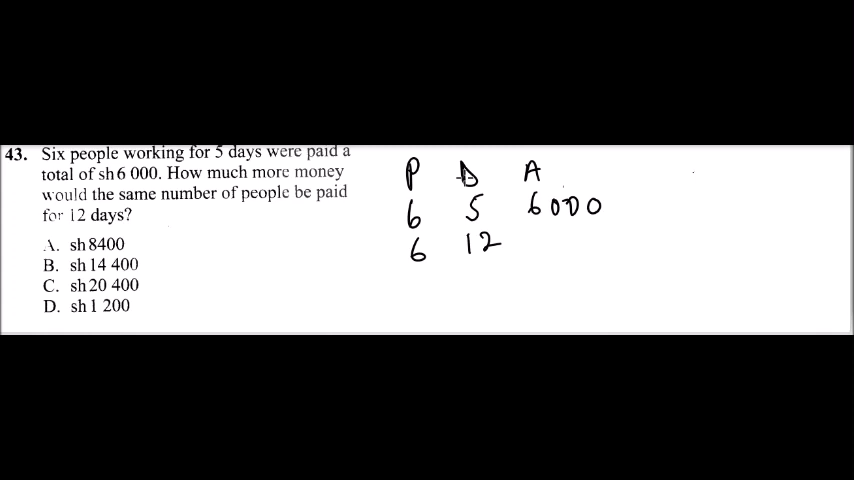 43. Six people working for 5 days were paid a
total of sh 6 000. How much more money
would the same number of people be paid
for 12 days?
A. sh 8400
B. sh 14 400
C. sh 20 400
D. sh 1 200
P D A
6 5 6000
6 12